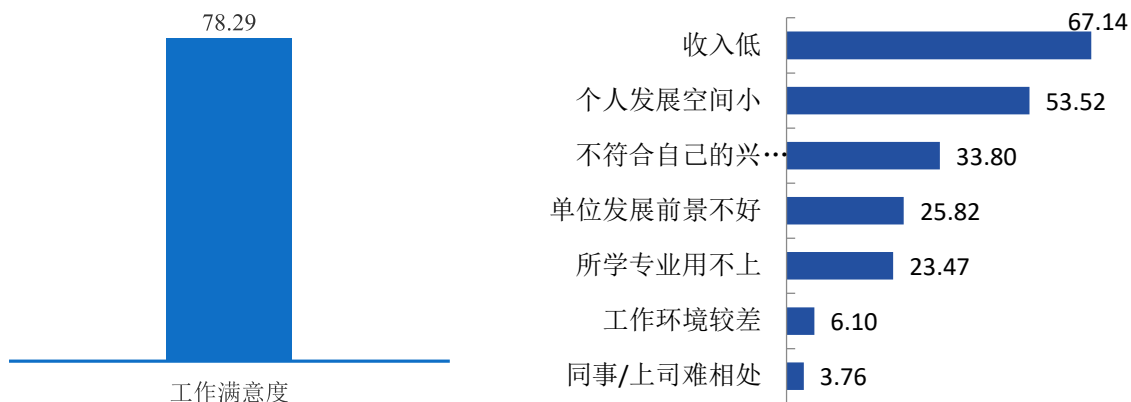 78.29
工作满意度
收入低 67.14
个人发展空间小 53.52
不符合自己的兴… 33.80
单位发展前景不好 25.82
所学专业用不上 23.47
工作环境较差 6.10
同事/上司难相处 3.76